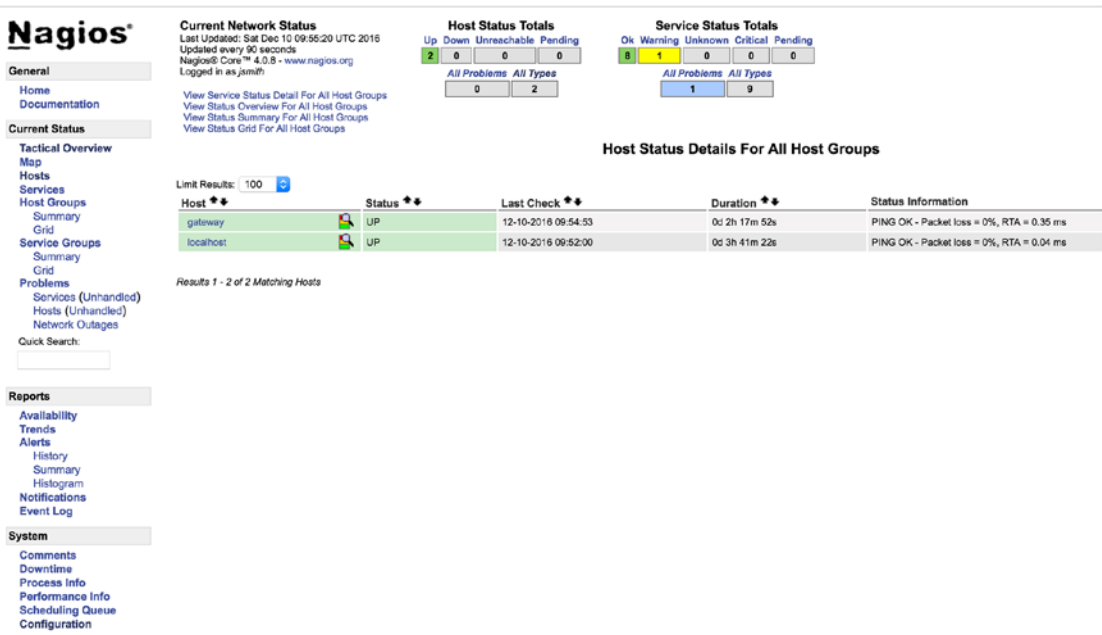 Nagios®
General
Home
Documentation
Current Status
Tactical Overview
Map
Hosts
Services
Host Groups
Summary
Grid
Service Groups
Summary
Grid
Problems
Services (Unhandled)
Hosts (Unhandled)
Network Outages
Quick Search:
Reports
Availability
Trends
Alerts
History
Summary
Histogram
Notifications
Event Log
System
Comments
Downtime
Process Info
Performance Info
Scheduling Queue
Configuration
Current Network Status
Last Updated: Sat Dec 10 09:55:20 UTC 2016
Updated every 90 seconds
Nagios® Core™ 4.0.8 - www.nagios.org
Logged in as jsmith
View Service Status Detail For All Host Groups
View Status Overview For All Host Groups
View Status Summary For All Host Groups
View Status Grid For All Host Groups
Host Status Totals
Up Down Unreachable Pending
2 0 0 0
All Problems All Types
0 2
Service Status Totals
Ok Warning Unknown Critical Pending
8 1 0 0 0
All Problems All Types
1 9
Host Status Details For All Host Groups
Limit Results: 100
Host Status Last Check Duration Status Information
gateway UP 12-10-2016 09:54:53 0d 2h 17m 52s PING OK - Packet loss = 0%, RTA = 0.35 ms
localhost UP 12-10-2016 09:52:00 0d 3h 41m 22s PING OK - Packet loss = 0%, RTA = 0.04 ms
Results 1 - 2 of 2 Matching Hosts